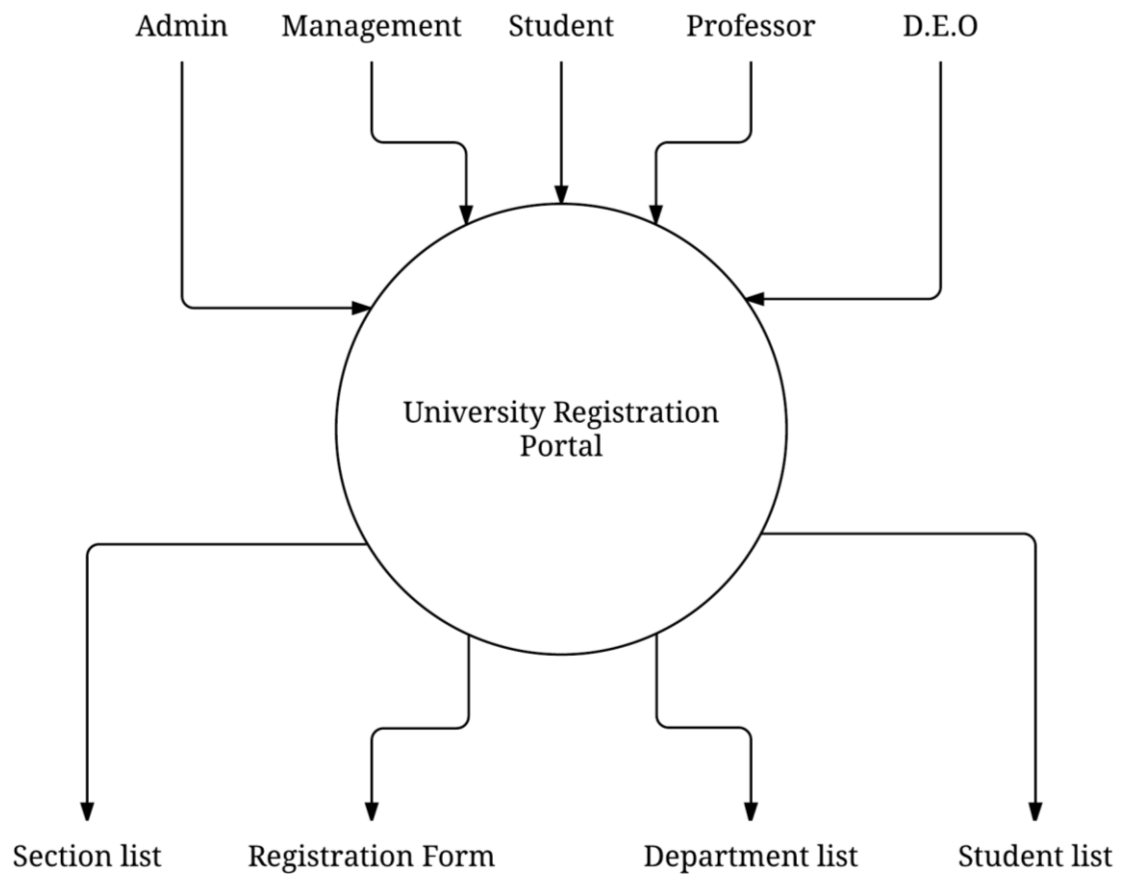 Admin
Management
Student
Professor
D.E.O
University Registration
Portal
Section list
Registration Form
Department list
Student list